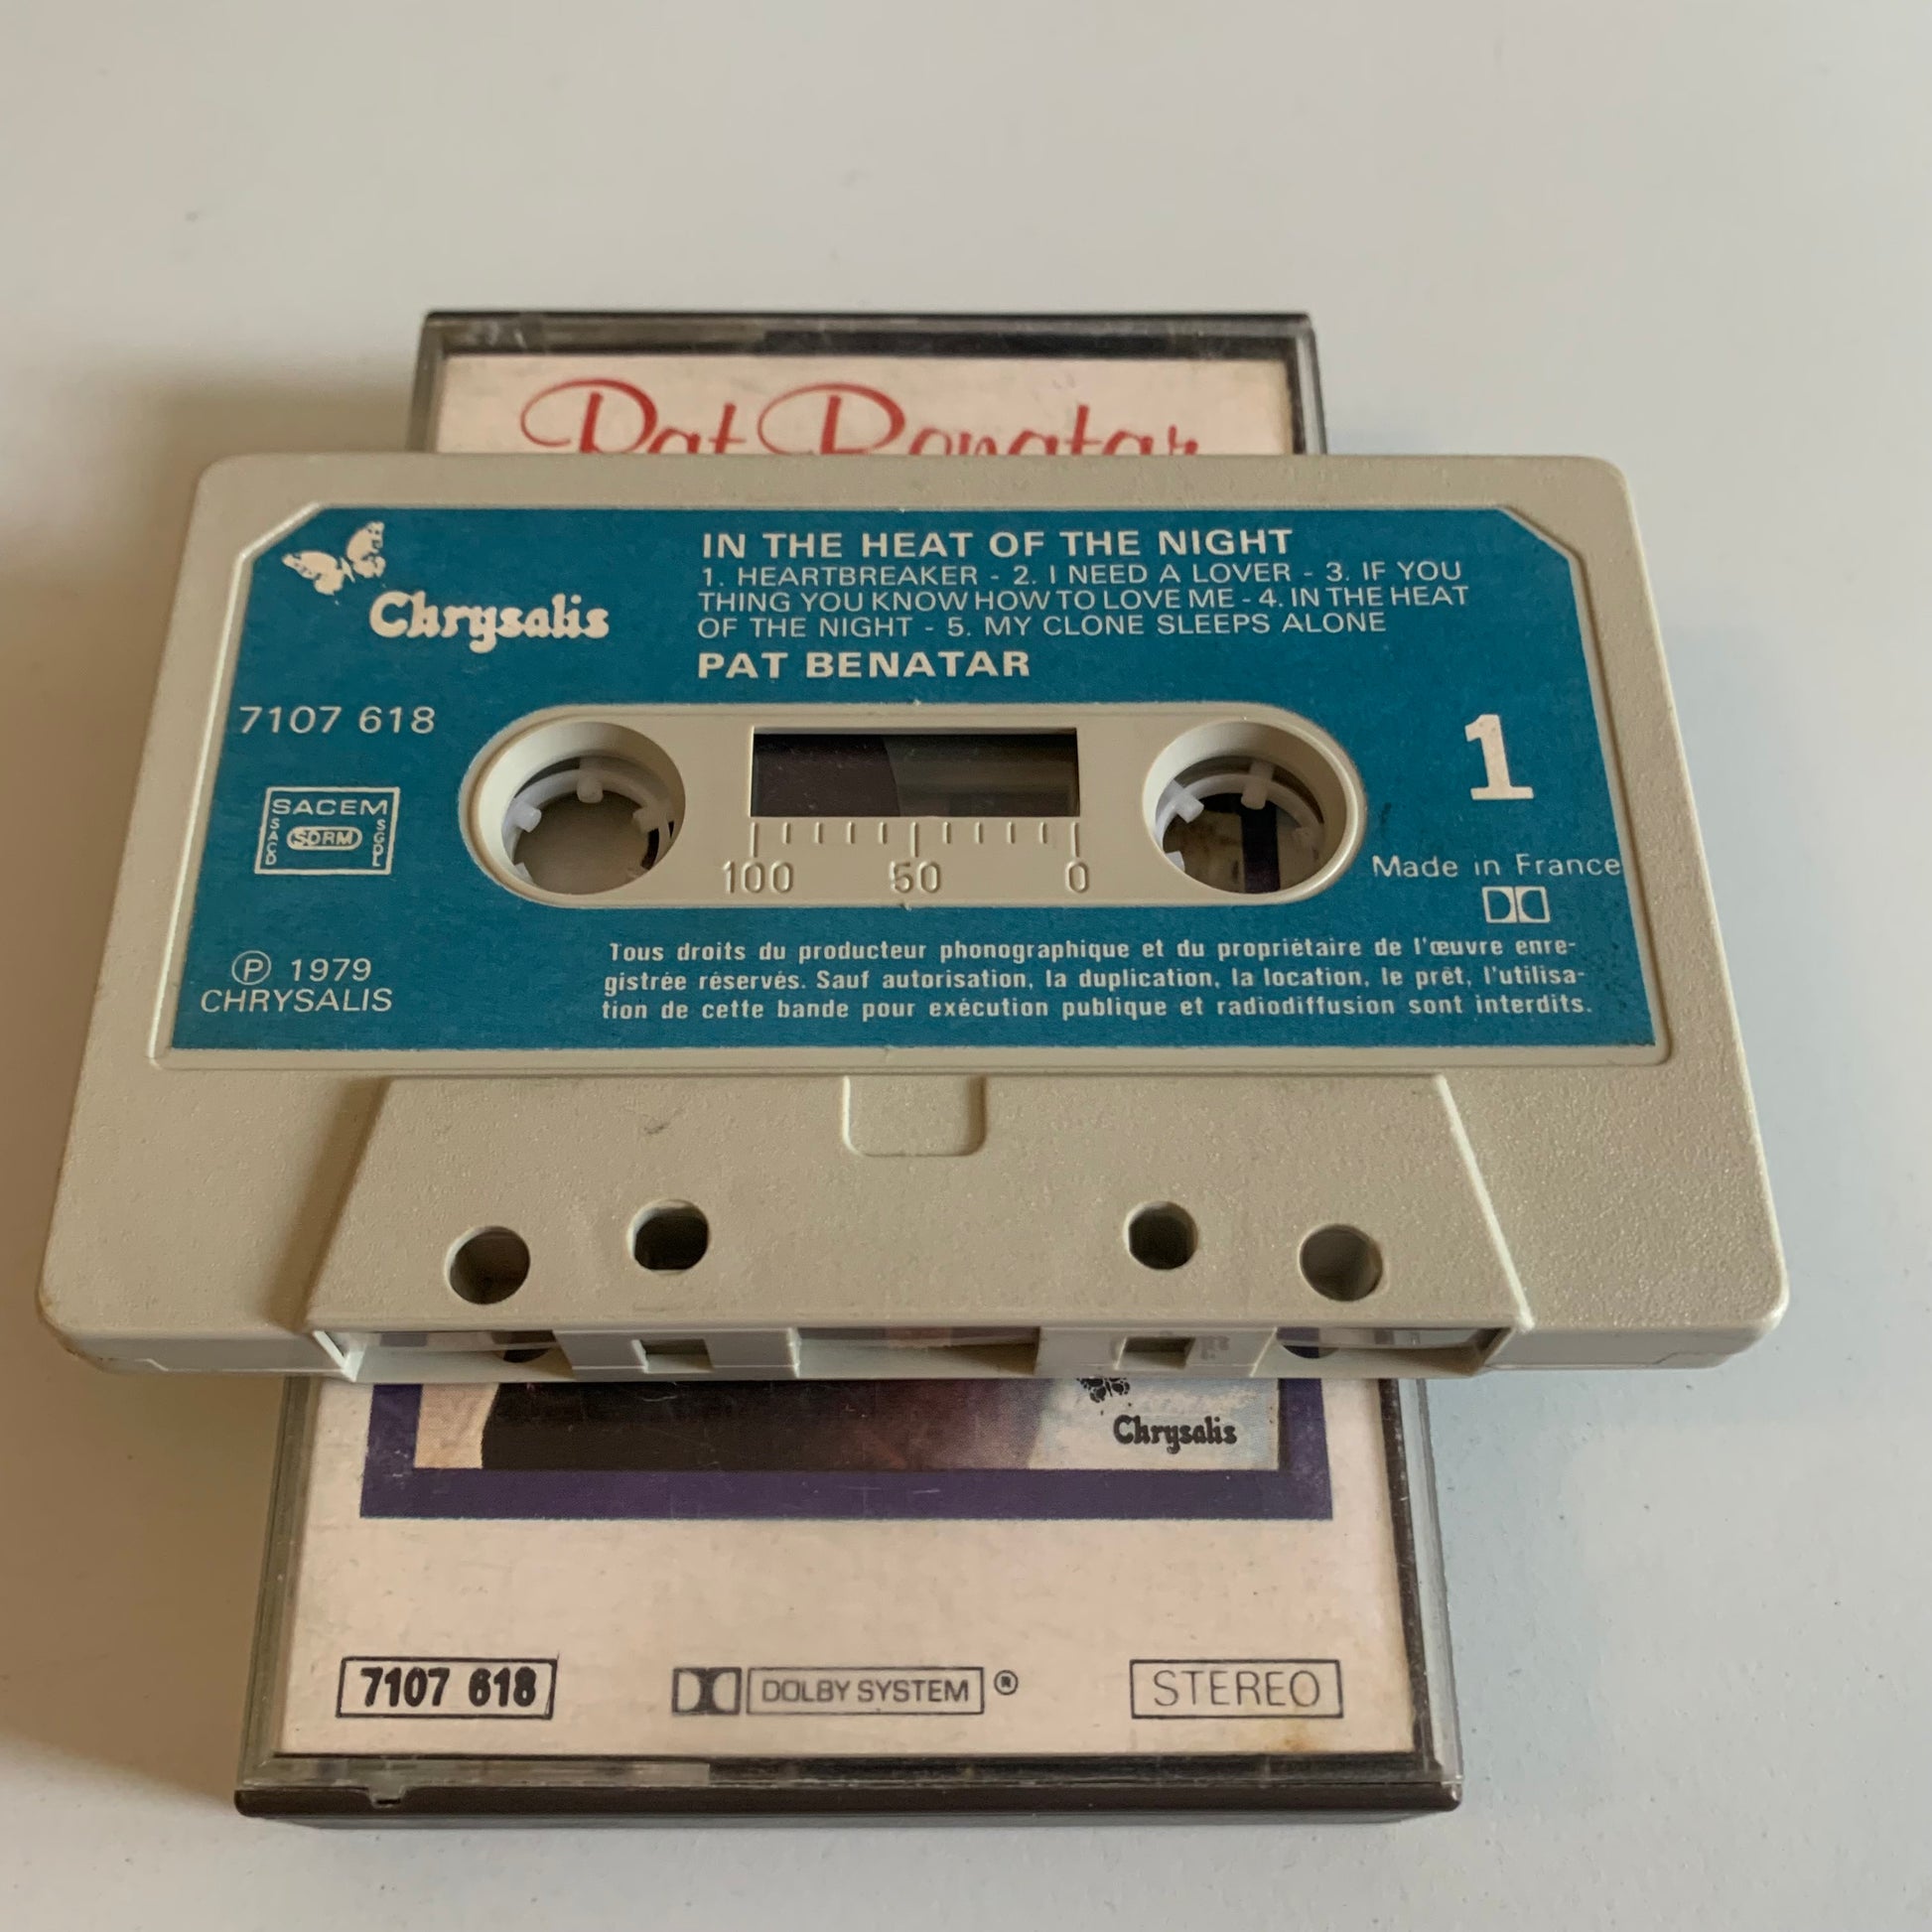 Pat Benatar
Chrysalis
IN THE HEAT OF THE NIGHT
1. HEARTBREAKER - 2. I NEED A LOVER - 3. IF YOU
THING YOU KNOW HOW TO LOVE ME - 4. IN THE HEAT
OF THE NIGHT - 5. MY CLONE SLEEPS ALONE
PAT BENATAR
7107 618
1
SACEM
SACD
SDRM
SGDL
100 50 0
Made in France
Ⓟ 1979
CHRYSALIS
Tous droits du producteur phonographique et du propriétaire de l'œuvre enre-
gistrée réservés. Sauf autorisation, la duplication, la location, le prêt, l'utilisa-
tion de cette bande pour exécution publique et radiodiffusion sont interdits.
Chrysalis
7107 618
DOLBY SYSTEM ®
STEREO